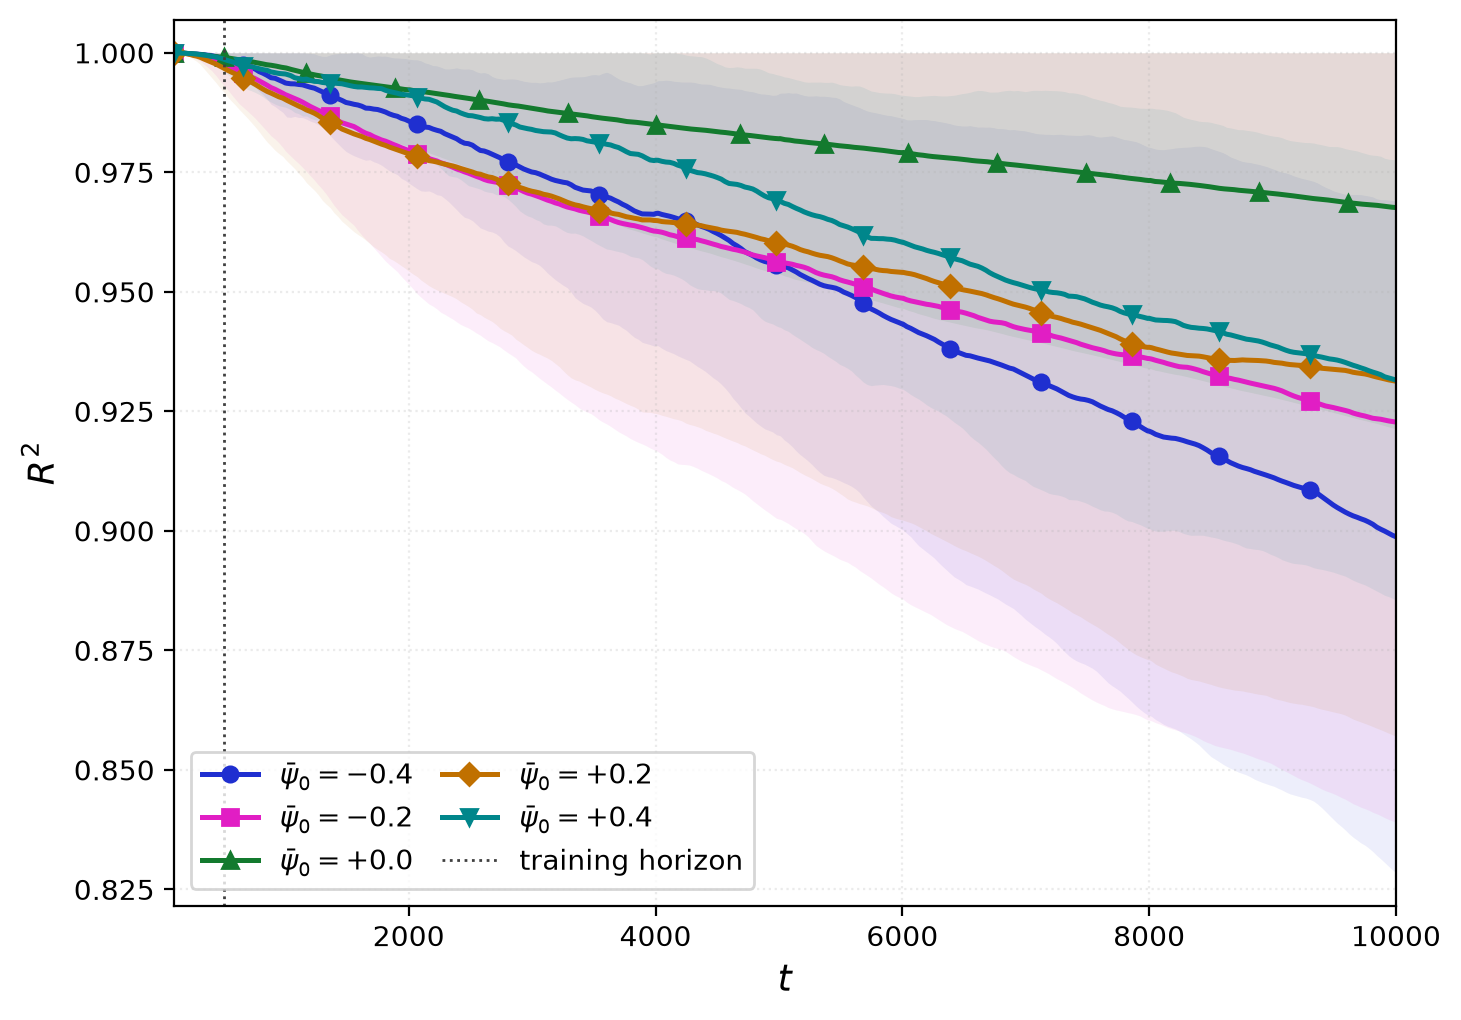 1.000
0.975
0.950
0.925
0.900
0.875
0.850
0.825
R²
ψ̄₀ = −0.4
ψ̄₀ = −0.2
ψ̄₀ = +0.0
ψ̄₀ = +0.2
ψ̄₀ = +0.4
training horizon
2000 4000 6000 8000 10000
t